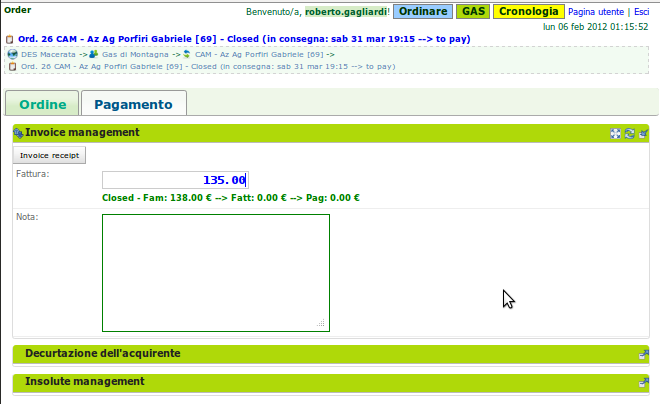 Order
Benvenuto/a, roberto.gagliardi! Ordinare GAS Cronologia Pagina utente | Esci
lun 06 feb 2012 01:15:52
Ord. 26 CAM - Az Ag Porfiri Gabriele [69] - Closed (in consegna: sab 31 mar 19:15 --> to pay)
DES Macerata -> Gas di Montagna -> CAM - Az Ag Porfiri Gabriele [69] ->
Ord. 26 CAM - Az Ag Porfiri Gabriele [69] - Closed (in consegna: sab 31 mar 19:15 --> to pay)
Ordine Pagamento
Invoice management
Invoice receipt
Fattura: 135.00
Closed - Fam: 138.00 € --> Fatt: 0.00 € --> Pag: 0.00 €
Nota:
Decurtazione dell'acquirente
Insolute management